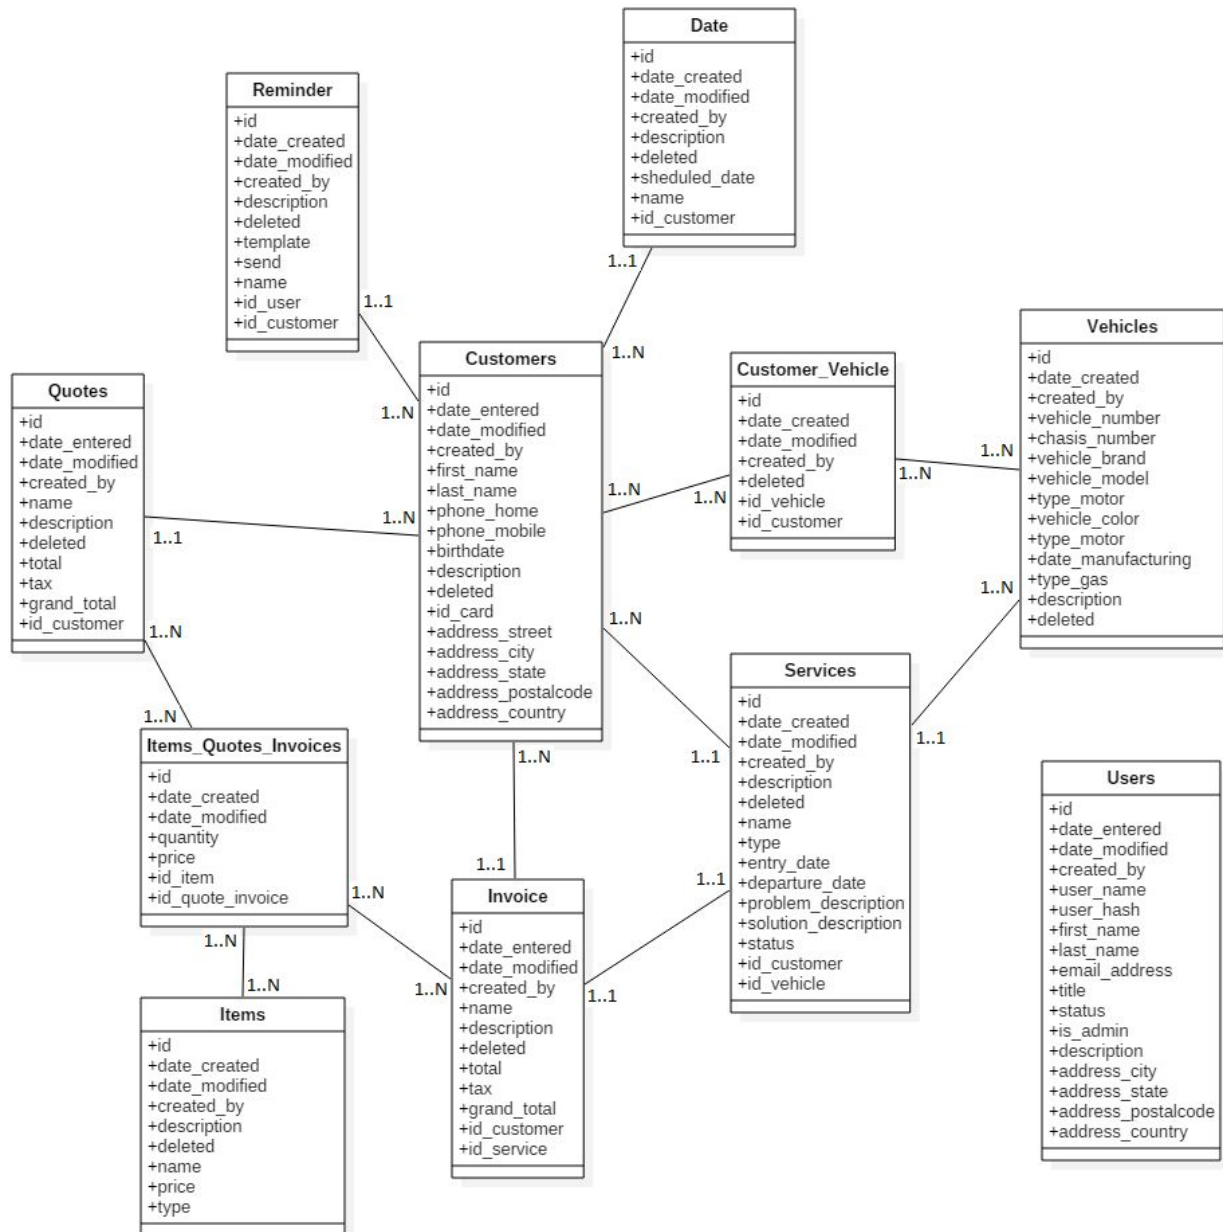 Date
+id
+date_created
+date_modified
+created_by
+description
+deleted
+sheduled_date
+name
+id_customer
1..1
1..N
Reminder
+id
+date_created
+date_modified
+created_by
+description
+deleted
+template
+send
+name
+id_user
+id_customer
1..1
1..N
Quotes
+id
+date_entered
+date_modified
+created_by
+name
+description
+deleted
+total
+tax
+grand_total
+id_customer
1..1
1..N
1..N
1..N
Customers
+id
+date_entered
+date_modified
+created_by
+first_name
+last_name
+phone_home
+phone_mobile
+birthdate
+description
+deleted
+id_card
+address_street
+address_city
+address_state
+address_postalcode
+address_country
1..N
1..N
1..N
1..1
1..N
1..1
Customer_Vehicle
+id
+date_created
+date_modified
+created_by
+deleted
+id_vehicle
+id_customer
1..N
1..N
Vehicles
+id
+date_created
+created_by
+vehicle_number
+chasis_number
+vehicle_brand
+vehicle_model
+type_motor
+vehicle_color
+type_motor
+date_manufacturing
+type_gas
+description
+deleted
1..N
1..1
Services
+id
+date_created
+date_modified
+created_by
+description
+deleted
+name
+type
+entry_date
+departure_date
+problem_description
+solution_description
+status
+id_customer
+id_vehicle
1..1
1..1
Items_Quotes_Invoices
+id
+date_created
+date_modified
+quantity
+price
+id_item
+id_quote_invoice
1..N
1..N
1..N
1..N
Invoice
+id
+date_entered
+date_modified
+created_by
+name
+description
+deleted
+total
+tax
+grand_total
+id_customer
+id_service
Items
+id
+date_created
+date_modified
+created_by
+description
+deleted
+name
+price
+type
Users
+id
+date_entered
+date_modified
+created_by
+user_name
+user_hash
+first_name
+last_name
+email_address
+title
+status
+is_admin
+description
+address_city
+address_state
+address_postalcode
+address_country